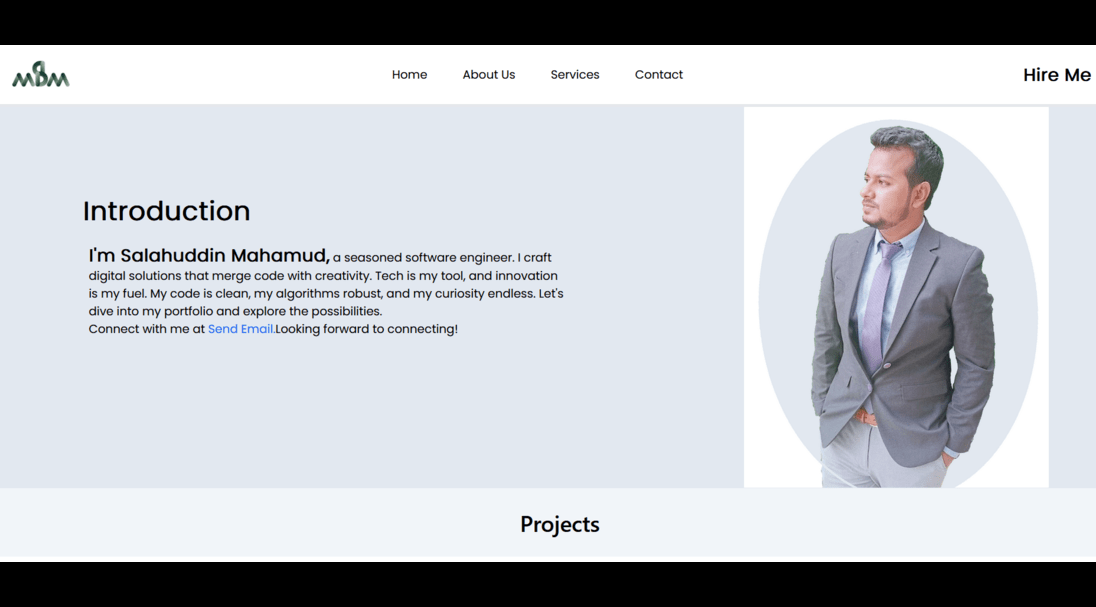 MSM
Home About Us Services Contact Hire Me
Introduction
I'm Salahuddin Mahamud, a seasoned software engineer. I craft
digital solutions that merge code with creativity. Tech is my tool, and innovation
is my fuel. My code is clean, my algorithms robust, and my curiosity endless. Let's
dive into my portfolio and explore the possibilities.
Connect with me at Send Email.Looking forward to connecting!
Projects